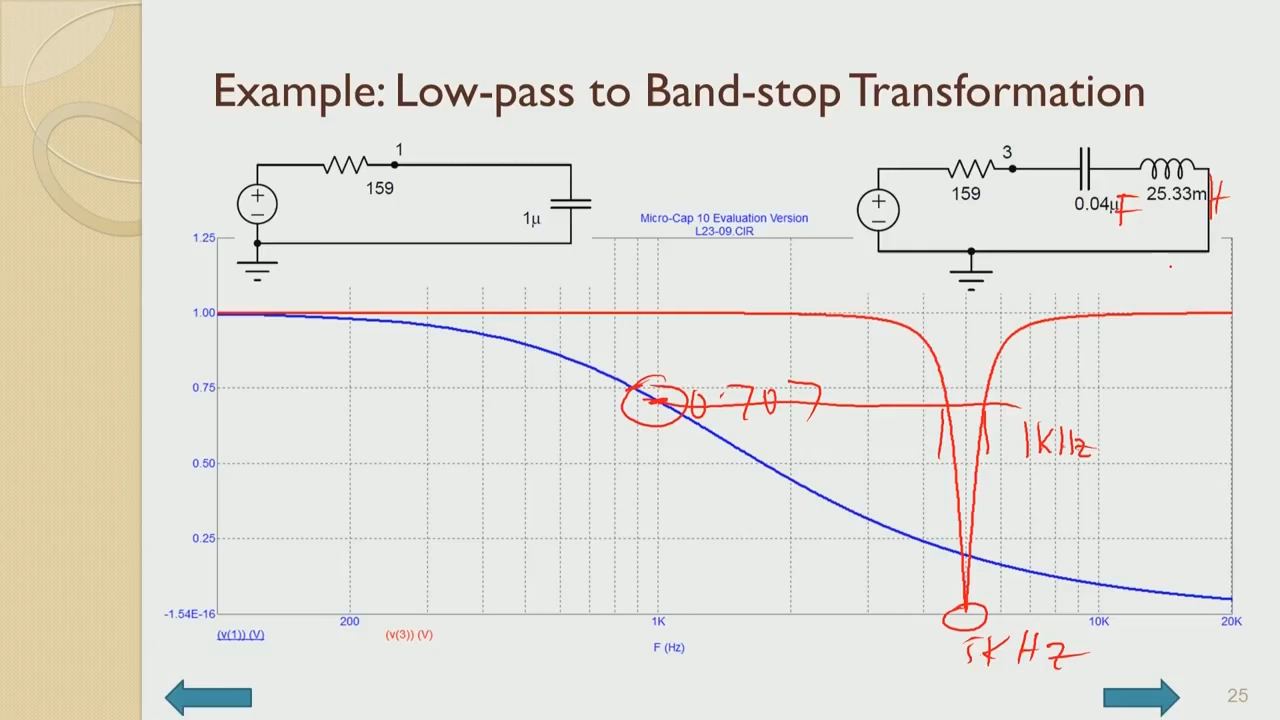 Example: Low-pass to Band-stop Transformation
1
159
1µ
3
159
0.04µF
25.33mH
Micro-Cap 10 Evaluation Version
L23-09.CIR
1.25
1.00
0.75
0.707
1KHz
0.50
0.25
-1.54E-16
200
1K
10K
20K
(v(1)) (V)
(v(3)) (V)
F (Hz)
5KHz
25